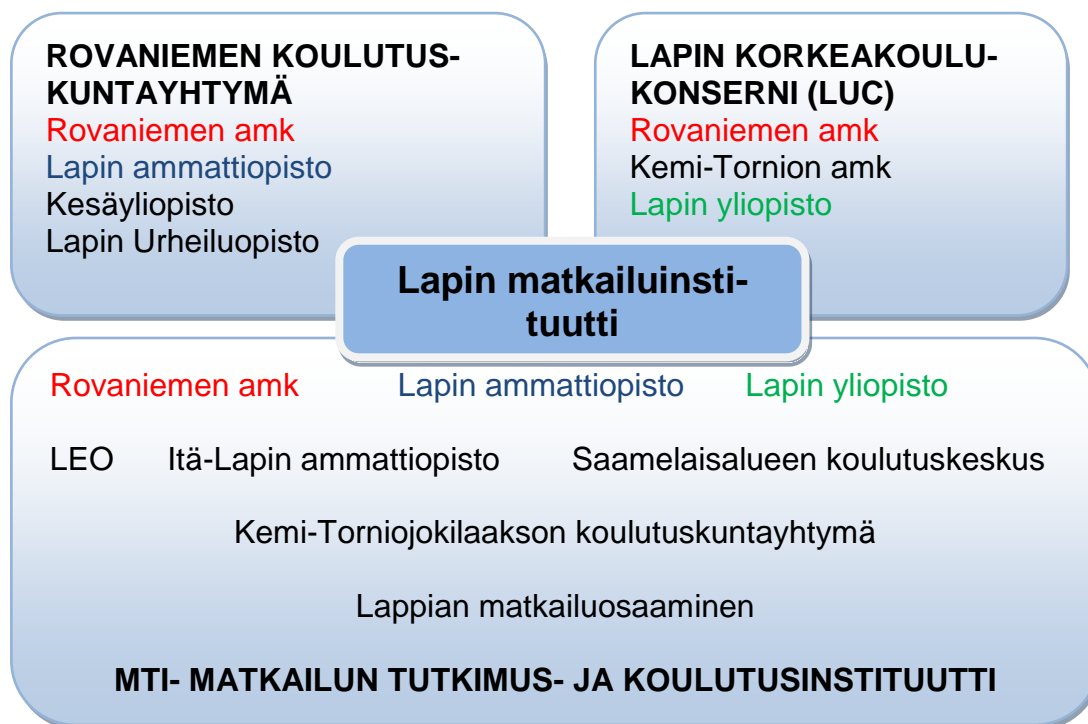 ROVANIEMEN KOULUTUS-
KUNTAYHTYMÄ
Rovaniemen amk
Lapin ammattiopisto
Kesäyliopisto
Lapin Urheiluopisto
LAPIN KORKEAKOULU-
KONSERNI (LUC)
Rovaniemen amk
Kemi-Tornion amk
Lapin yliopisto
Lapin matkailuinsti-
tuutti
Rovaniemen amk Lapin ammattiopisto Lapin yliopisto
LEO Itä-Lapin ammattiopisto Saamelaisalueen koulutuskeskus
Kemi-Torniojokilaakson koulutuskuntayhtymä
Lappian matkailuosaaminen
MTI- MATKAILUN TUTKIMUS- JA KOULUTUSINSTITUUTTI